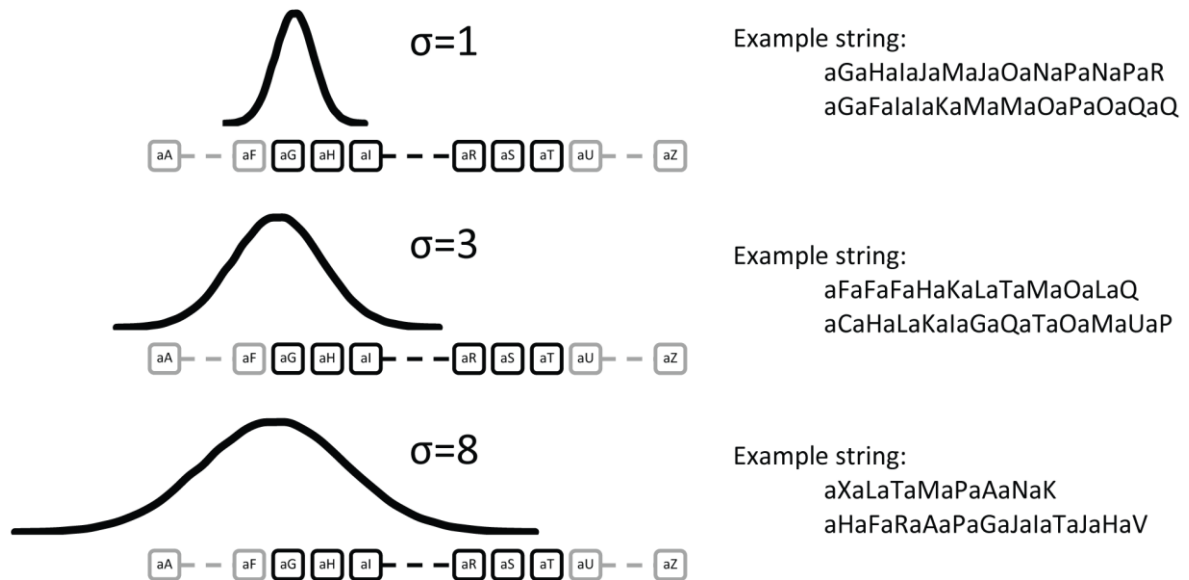 σ=1
Example string:
aGaHaIaJaMaJaOaNaPaNaPaR
aGaFaIaIaKaMaMaOaPaOaQaQ
aA aF aG aH aI aR aS aT aU aZ
σ=3
Example string:
aFaFaFaHaKaLaTaMaOaLaQ
aCaHaLaKaIaGaQaTaOaMaUaP
aA aF aG aH aI aR aS aT aU aZ
σ=8
Example string:
aXaLaTaMaPaAaNaK
aHaFaRaAaPaGaJaIaTaJaHaV
aA aF aG aH aI aR aS aT aU aZ